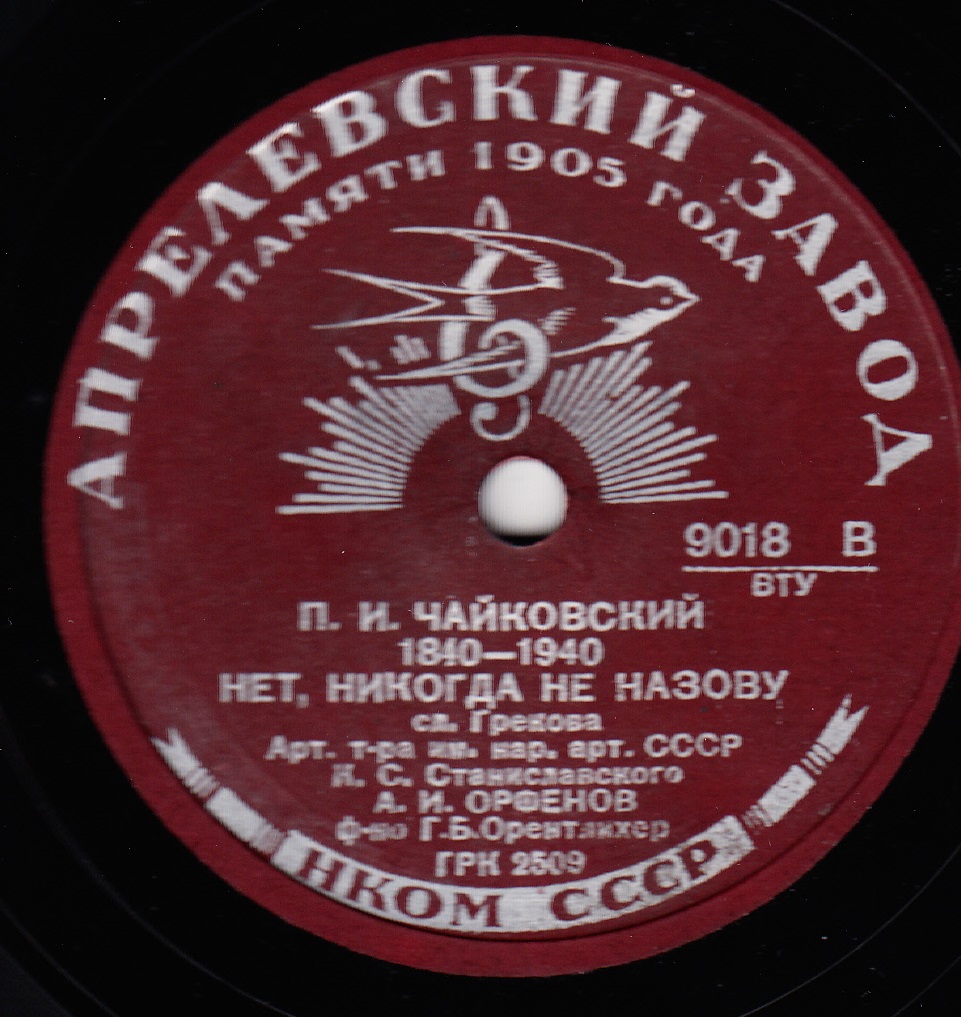 АПРЕЛЕВСКИЙ ЗАВОД
ПАМЯТИ 1905 ГОДА
9018 В
ВТУ
П. И. ЧАЙКОВСКИЙ
1840—1940
НЕТ, НИКОГДА НЕ НАЗОВУ
сл. Грекова
Арт. т-ра им. нар. арт. СССР
К. С. Станиславского
А. И. ОРФЕНОВ
ф-но Г.Б.Орентлихер
ГРК 2509
НКОМ СССР